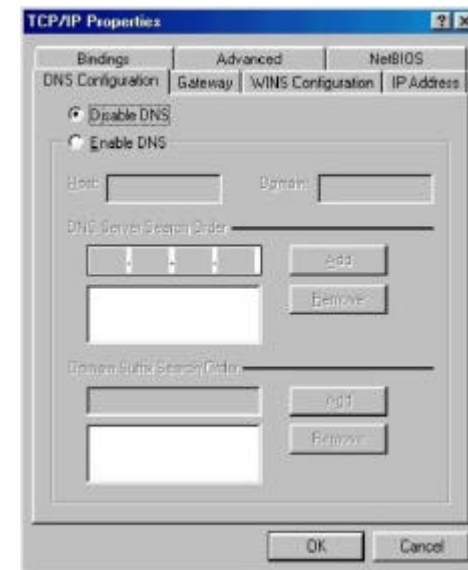 TCP/IP Properties
Bindings Advanced NetBIOS
DNS Configuration Gateway WINS Configuration IP Address
Disable DNS
Enable DNS
Host: Domain:
DNS Server Search Order
Add
Remove
Domain Suffix Search Order
Add
Remove
OK Cancel